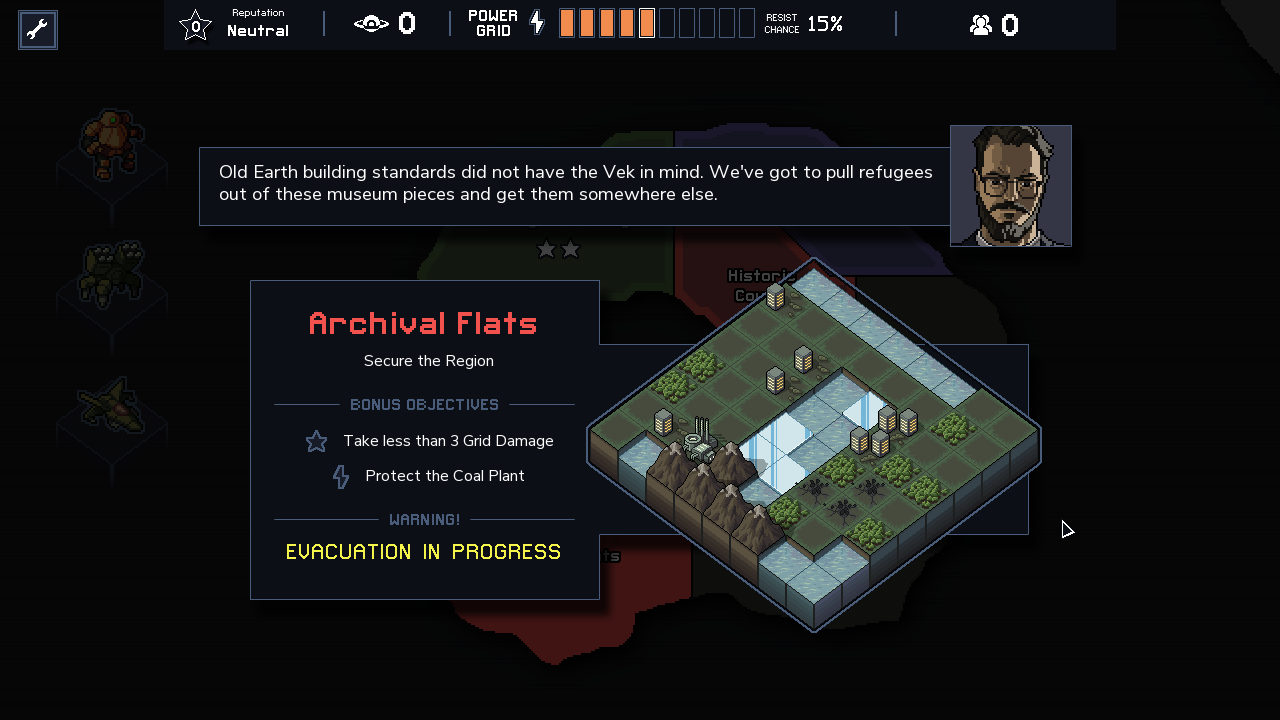 0
Reputation
Neutral
0
POWER
GRID
RESIST
CHANCE
15%
0
Old Earth building standards did not have the Vek in mind. We've got to pull refugees
out of these museum pieces and get them somewhere else.
Historic
Archival Flats
Secure the Region
BONUS OBJECTIVES
Take less than 3 Grid Damage
Protect the Coal Plant
WARNING!
EVACUATION IN PROGRESS